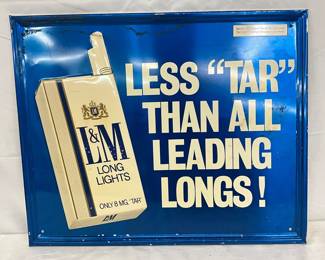 LESS "TAR"
THAN ALL
LEADING
LONGS!
L&M
LONG
LIGHTS
ONLY 8 MG. "TAR"
L&M